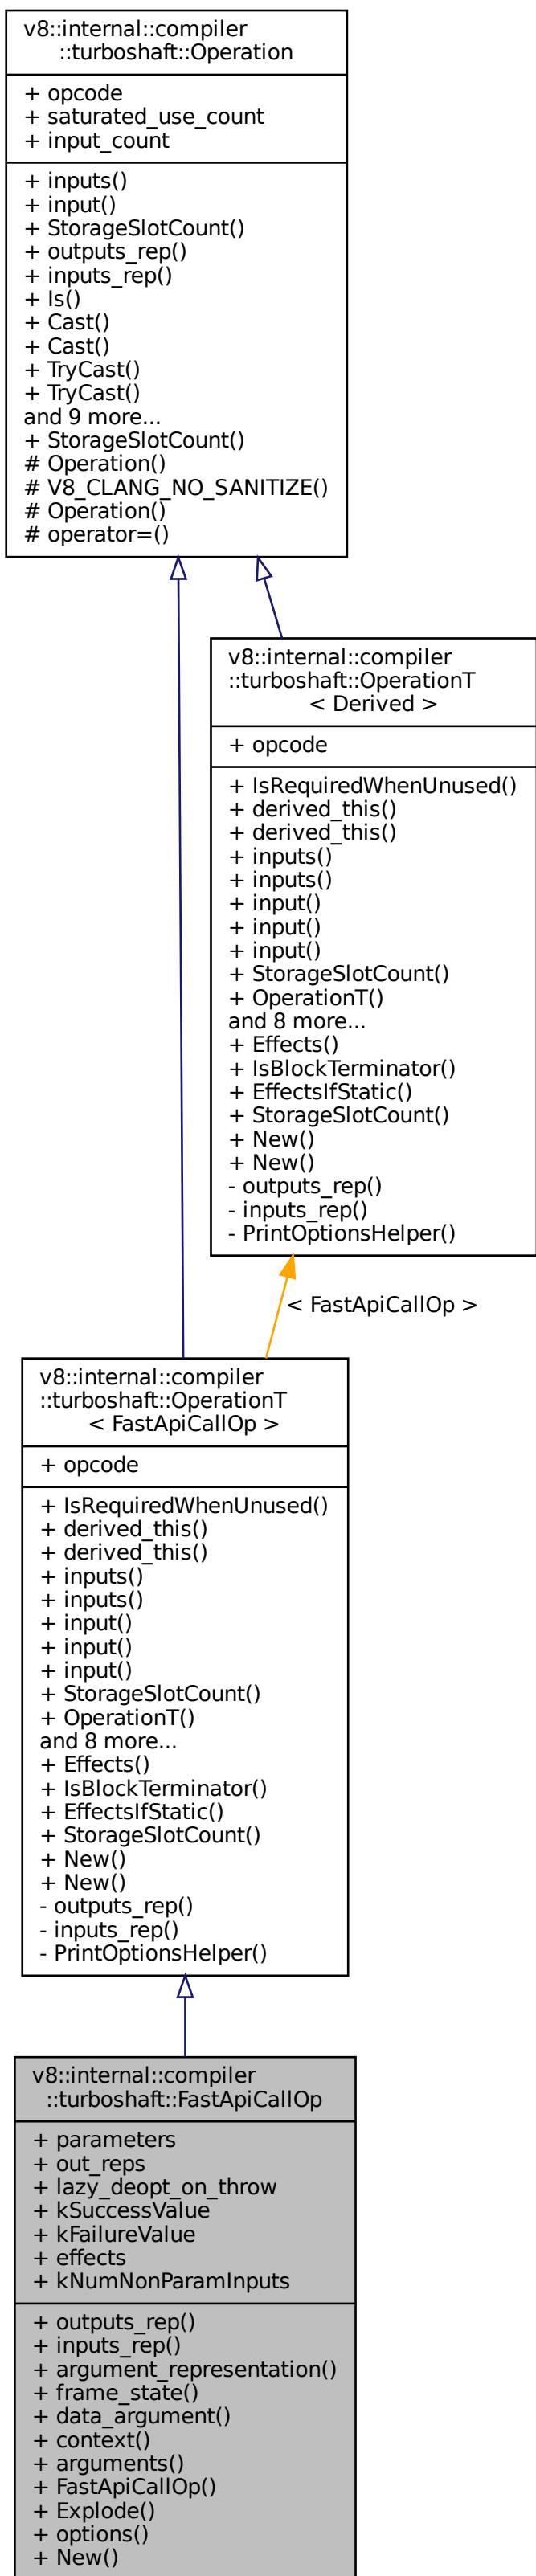 v8::internal::compiler
::turboshaft::Operation
+ opcode
+ saturated_use_count
+ input_count
+ inputs()
+ input()
+ StorageSlotCount()
+ outputs_rep()
+ inputs_rep()
+ Is()
+ Cast()
+ Cast()
+ TryCast()
+ TryCast()
and 9 more...
+ StorageSlotCount()
# Operation()
# V8_CLANG_NO_SANITIZE()
# Operation()
# operator=()
v8::internal::compiler
::turboshaft::OperationT
< Derived >
+ opcode
+ IsRequiredWhenUnused()
+ derived_this()
+ derived_this()
+ inputs()
+ inputs()
+ input()
+ input()
+ input()
+ StorageSlotCount()
+ OperationT()
and 8 more...
+ Effects()
+ IsBlockTerminator()
+ EffectsIfStatic()
+ StorageSlotCount()
+ New()
+ New()
- outputs_rep()
- inputs_rep()
- PrintOptionsHelper()
< FastApiCallOp >
v8::internal::compiler
::turboshaft::OperationT
< FastApiCallOp >
+ opcode
+ IsRequiredWhenUnused()
+ derived_this()
+ derived_this()
+ inputs()
+ inputs()
+ input()
+ input()
+ input()
+ StorageSlotCount()
+ OperationT()
and 8 more...
+ Effects()
+ IsBlockTerminator()
+ EffectsIfStatic()
+ StorageSlotCount()
+ New()
+ New()
- outputs_rep()
- inputs_rep()
- PrintOptionsHelper()
v8::internal::compiler
::turboshaft::FastApiCallOp
+ parameters
+ out_reps
+ lazy_deopt_on_throw
+ kSuccessValue
+ kFailureValue
+ effects
+ kNumNonParamInputs
+ outputs_rep()
+ inputs_rep()
+ argument_representation()
+ frame_state()
+ data_argument()
+ context()
+ arguments()
+ FastApiCallOp()
+ Explode()
+ options()
+ New()